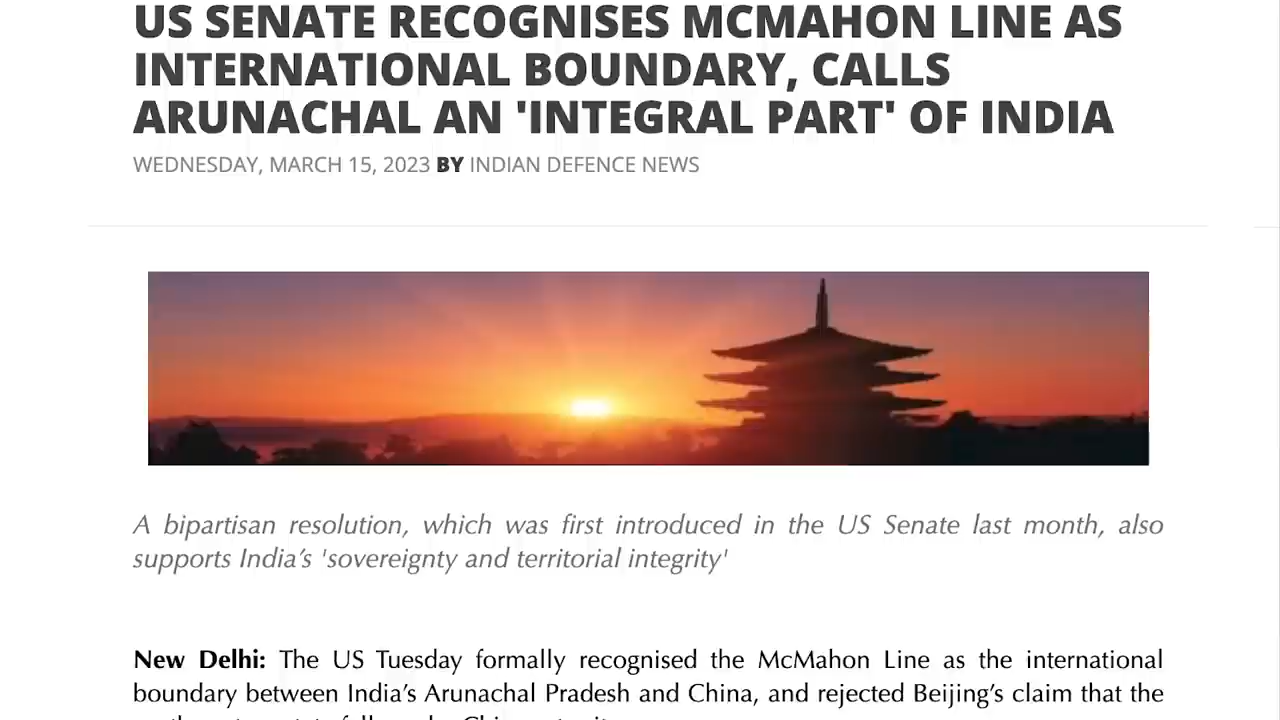 US SENATE RECOGNISES MCMAHON LINE AS
INTERNATIONAL BOUNDARY, CALLS
ARUNACHAL AN 'INTEGRAL PART' OF INDIA
WEDNESDAY, MARCH 15, 2023 BY INDIAN DEFENCE NEWS
A bipartisan resolution, which was first introduced in the US Senate last month, also
supports India’s 'sovereignty and territorial integrity'
New Delhi: The US Tuesday formally recognised the McMahon Line as the international
boundary between India’s Arunachal Pradesh and China, and rejected Beijing’s claim that the